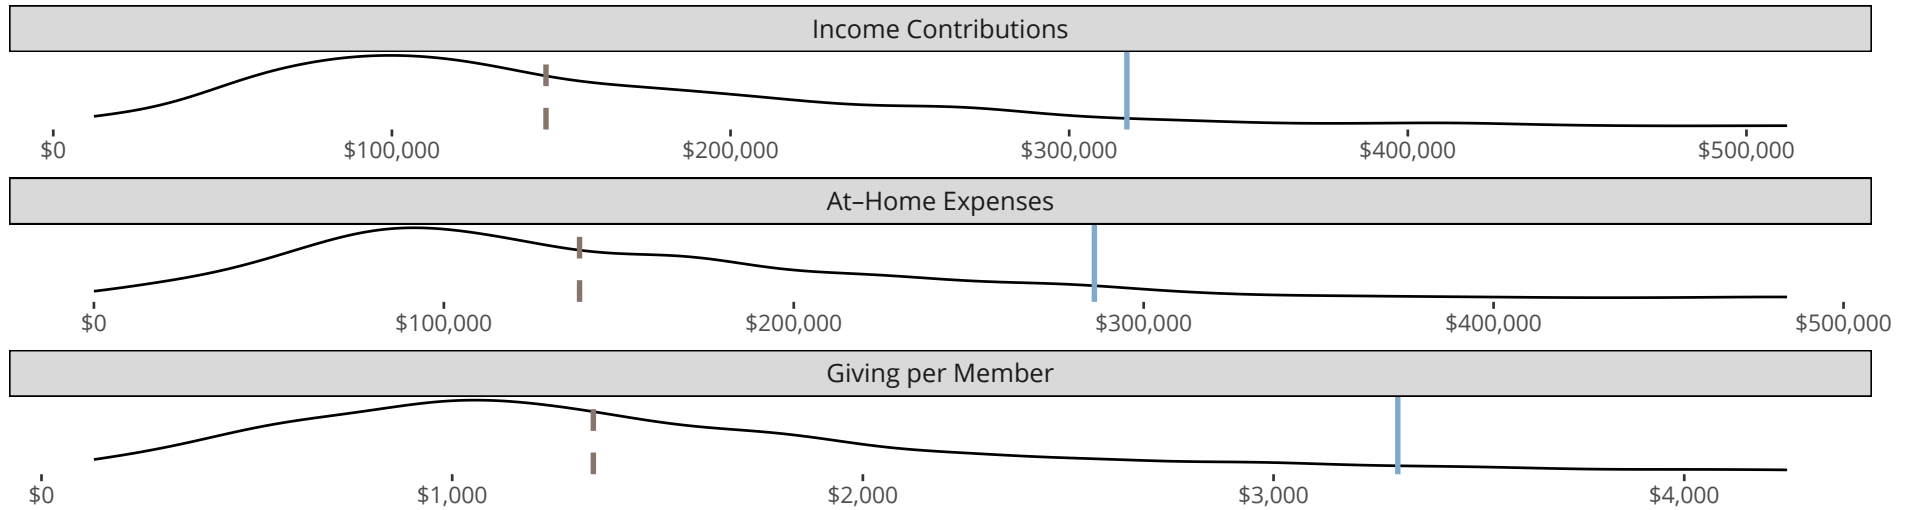 Income Contributions
$0 $100,000 $200,000 $300,000 $400,000 $500,000
At–Home Expenses
$0 $100,000 $200,000 $300,000 $400,000 $500,000
Giving per Member
$0 $1,000 $2,000 $3,000 $4,000